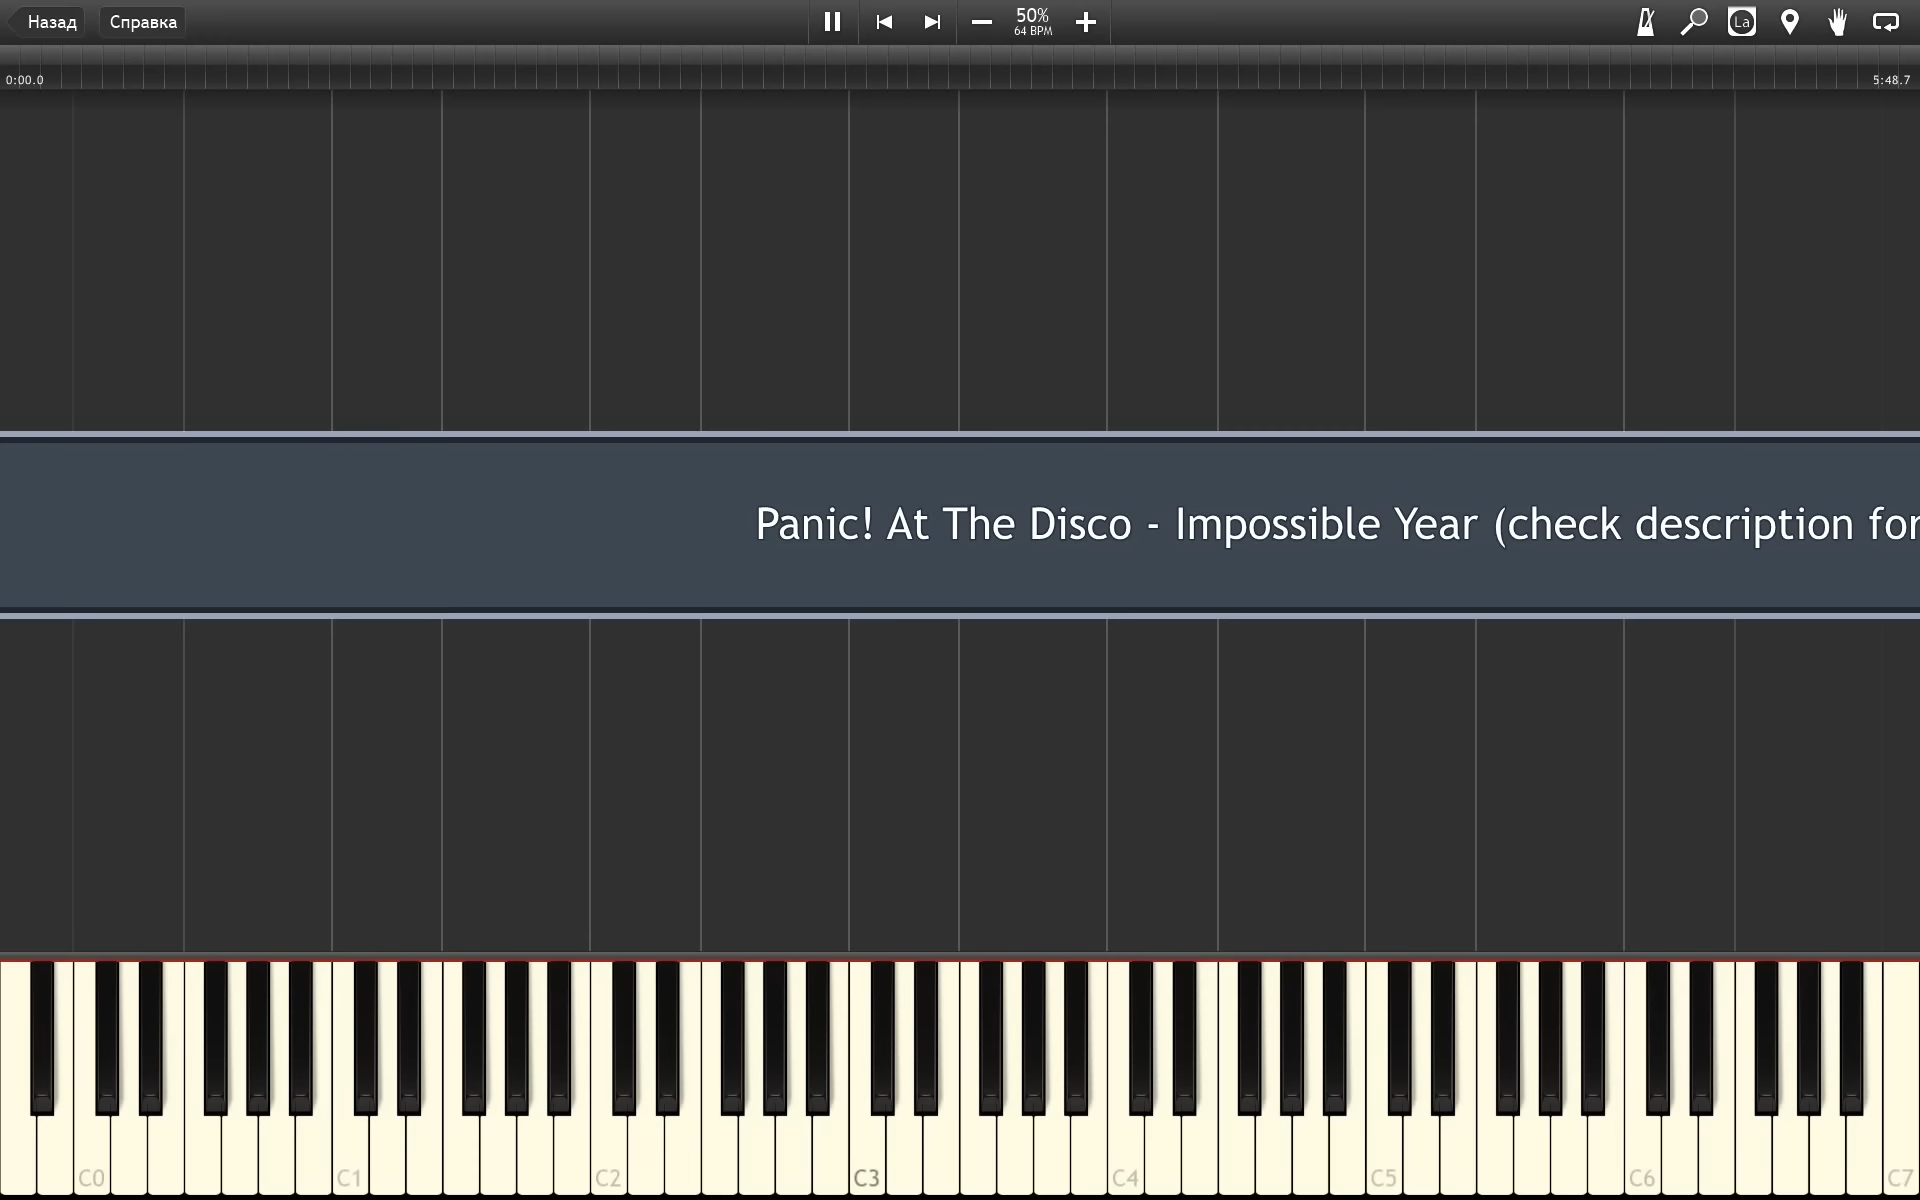 Назад Справка 50% La
64 BPM
0:00.0 5:48.7
Panic! At The Disco - Impossible Year (check description for
C0 C1 C2 C3 C4 C5 C6 C7